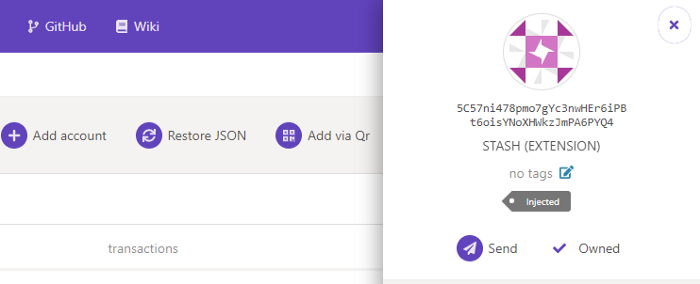 GitHub Wiki
Add account Restore JSON Add via Qr
transactions
5C57ni478pmo7gYc3nwHEr6iPB
t6oisYNoXHWkzJmPA6PYQ4
STASH (EXTENSION)
no tags
Injected
Send Owned